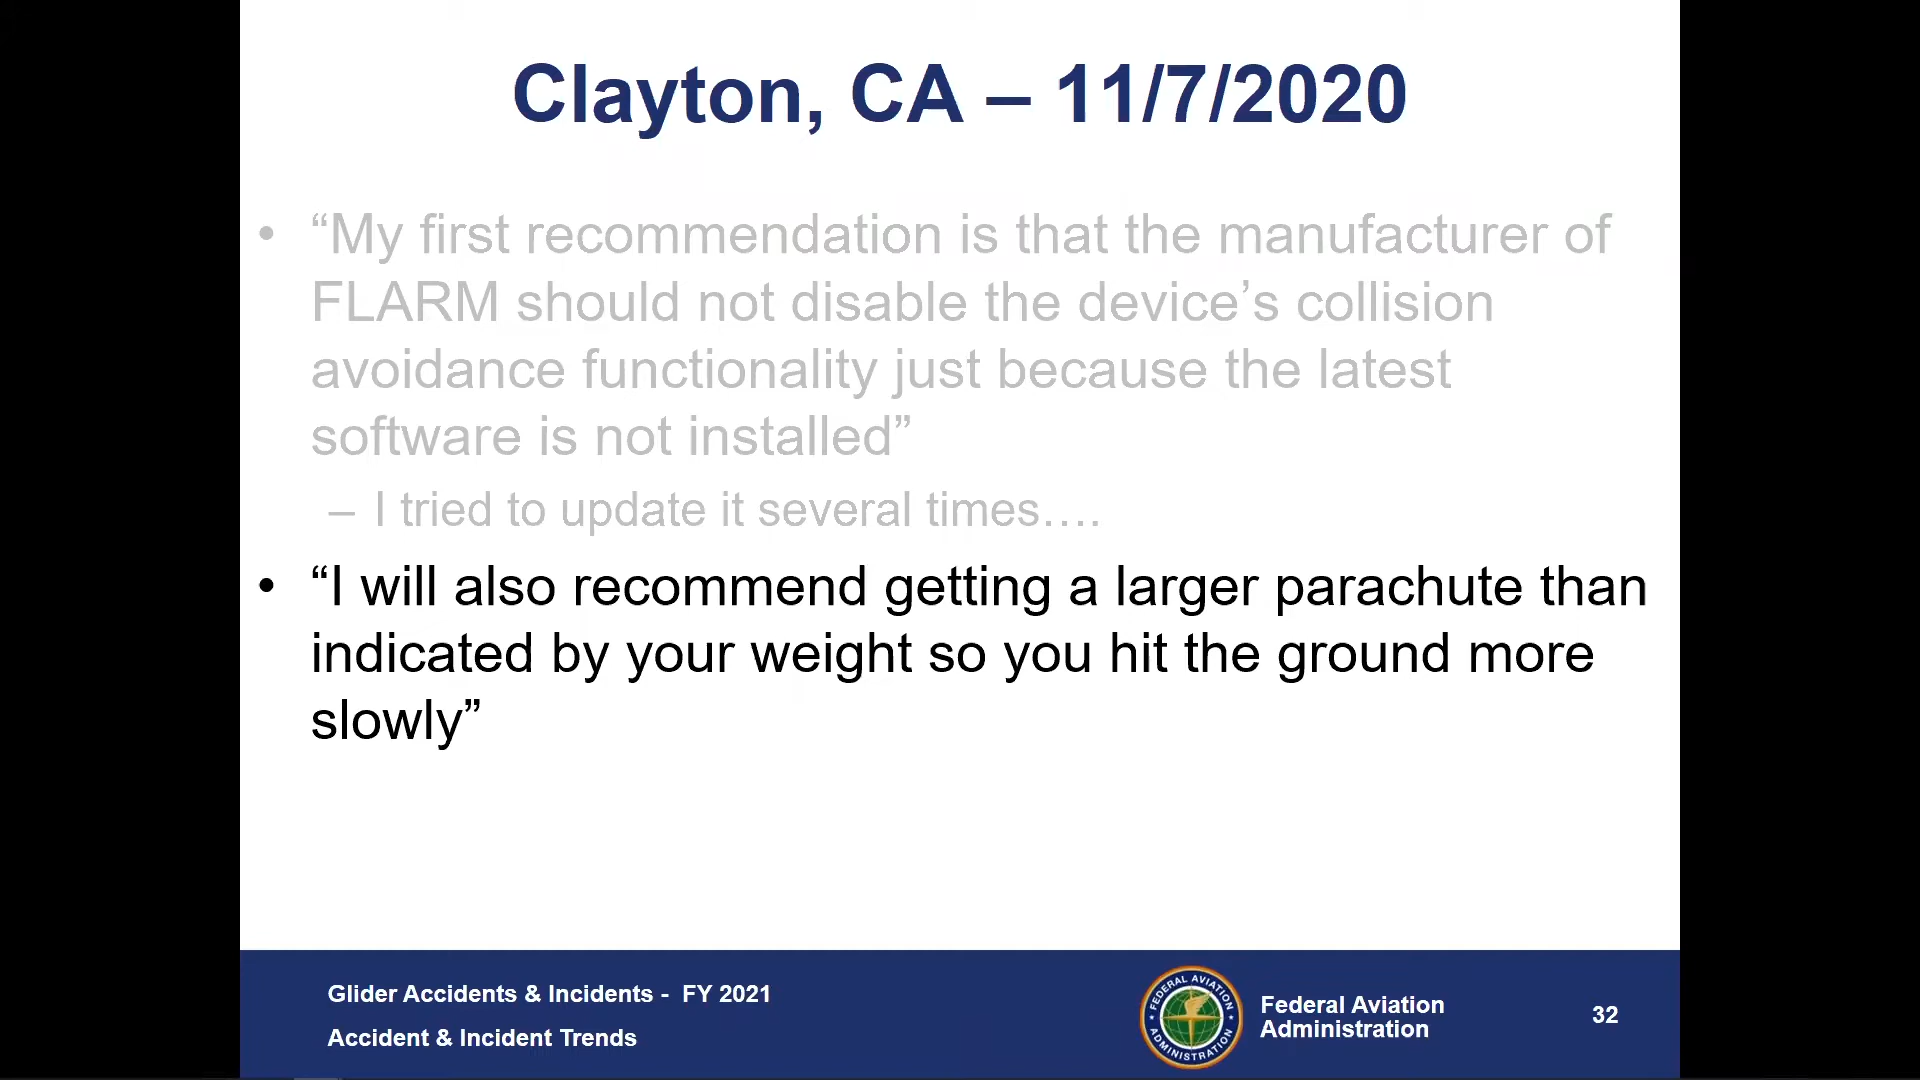 Clayton, CA – 11/7/2020
• “My first recommendation is that the manufacturer of
FLARM should not disable the device’s collision
avoidance functionality just because the latest
software is not installed”
– I tried to update it several times….
• “I will also recommend getting a larger parachute than
indicated by your weight so you hit the ground more
slowly”
Glider Accidents & Incidents - FY 2021
Accident & Incident Trends
FEDERAL AVIATION
ADMINISTRATION
Federal Aviation
Administration
32